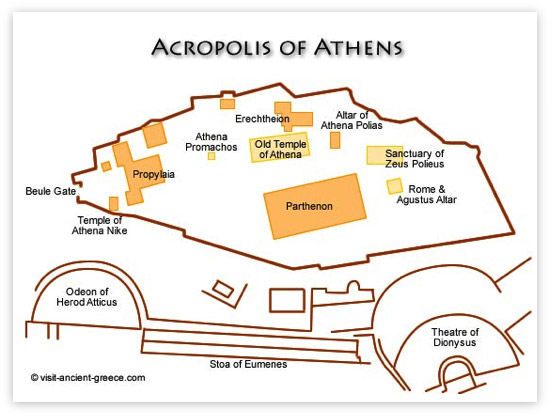 ACROPOLIS OF ATHENS
Erechtheion
Altar of
Athena Polias
Athena
Promachos
Old Temple
of Athena
Sanctuary of
Zeus Polieus
Propylaia
Beule Gate
Rome &
Agustus Altar
Parthenon
Temple of
Athena Nike
Odeon of
Herod Atticus
Theatre of
Dionysus
Stoa of Eumenes
© visit-ancient-greece.com